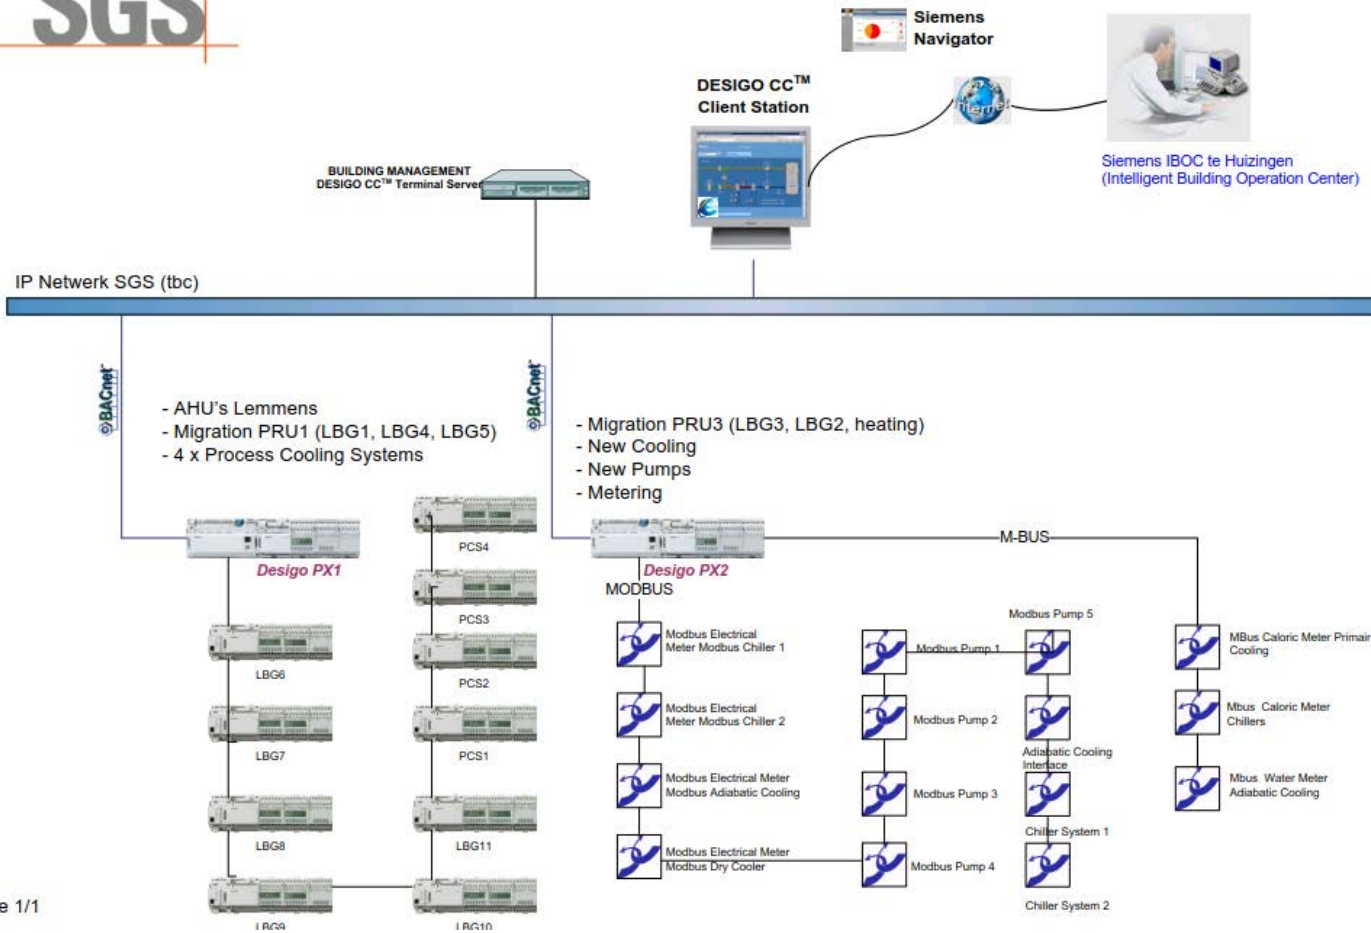 SGS
Siemens
Navigator
DESIGO CC™
Client Station
Internet
BUILDING MANAGEMENT
DESIGO CC™ Terminal Server
Siemens IBOC te Huizingen
(Intelligent Building Operation Center)
IP Netwerk SGS (tbc)
BACnet
- AHU's Lemmens
- Migration PRU1 (LBG1, LBG4, LBG5)
- 4 x Process Cooling Systems
BACnet
- Migration PRU3 (LBG3, LBG2, heating)
- New Cooling
- New Pumps
- Metering
Desigo PX1
LBG6
LBG7
LBG8
LBG9
PCS4
PCS3
PCS2
PCS1
LBG11
LBG10
Desigo PX2
MODBUS
M-BUS
Modbus Electrical
Meter Modbus Chiller 1
Modbus Electrical
Meter Modbus Chiller 2
Modbus Electrical Meter
Modbus Adiabatic Cooling
Modbus Electrical Meter
Modbus Dry Cooler
Modbus Pump 1
Modbus Pump 2
Modbus Pump 3
Modbus Pump 4
Modbus Pump 5
Adiabatic Cooling
Interface
Chiller System 1
Chiller System 2
MBus Caloric Meter Primair
Cooling
Mbus Caloric Meter
Chillers
Mbus Water Meter
Adiabatic Cooling
e 1/1